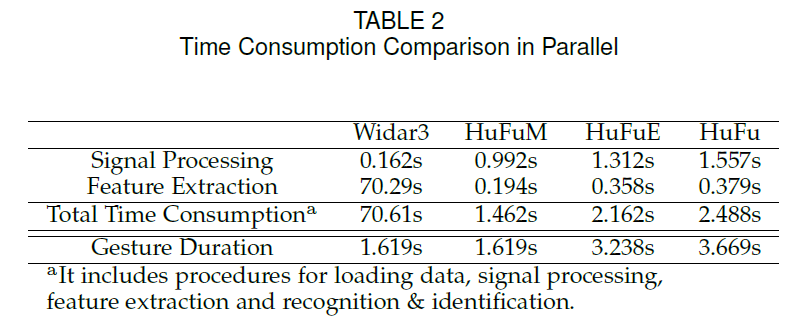 TABLE 2
Time Consumption Comparison in Parallel
Widar3 HuFuM HuFuE HuFu
Signal Processing 0.162s 0.992s 1.312s 1.557s
Feature Extraction 70.29s 0.194s 0.358s 0.379s
Total Time Consumptionᵃ 70.61s 1.462s 2.162s 2.488s
Gesture Duration 1.619s 1.619s 3.238s 3.669s
ᵃIt includes procedures for loading data, signal processing,
feature extraction and recognition & identification.